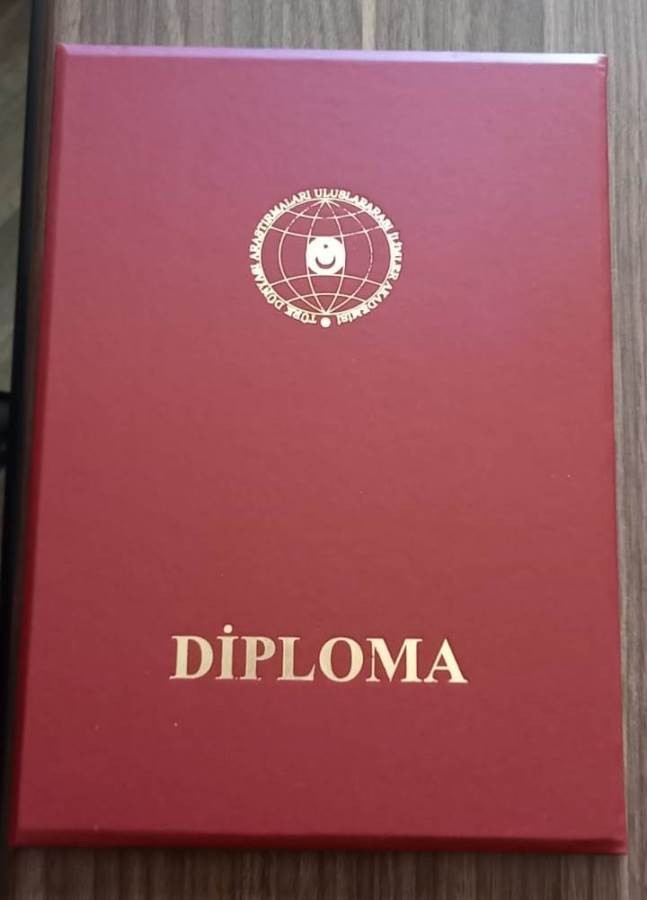 TÜRK DÜNYASI ARAŞTIRMALARI ULUSLARARASI İLİMLER AKADEMİSİ
DİPLOMA